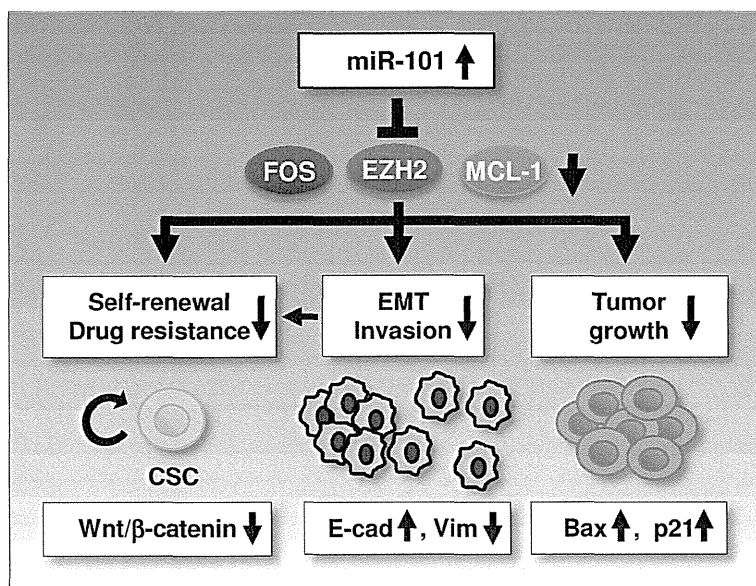 miR-101 ↑
FOS EZH2 MCL-1 ↓
Self-renewal
Drug resistance ↓
EMT
Invasion ↓
Tumor
growth ↓
CSC
Wnt/β-catenin ↓
E-cad ↑, Vim ↓
Bax ↑, p21 ↑